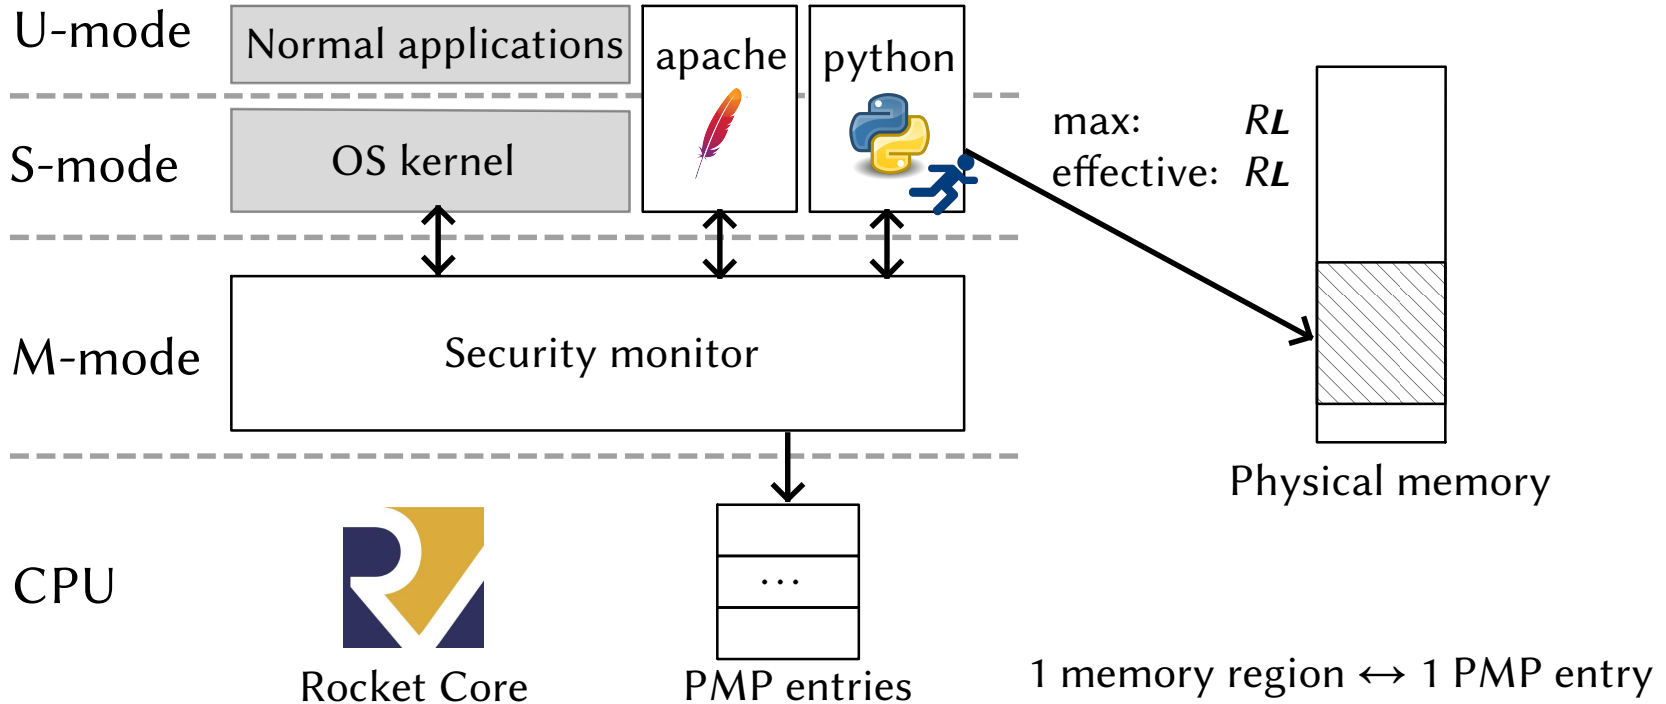 U-mode
Normal applications
apache
python
S-mode
OS kernel
max: RL
effective: RL
M-mode
Security monitor
Physical memory
CPU
...
Rocket Core
PMP entries
1 memory region ↔ 1 PMP entry